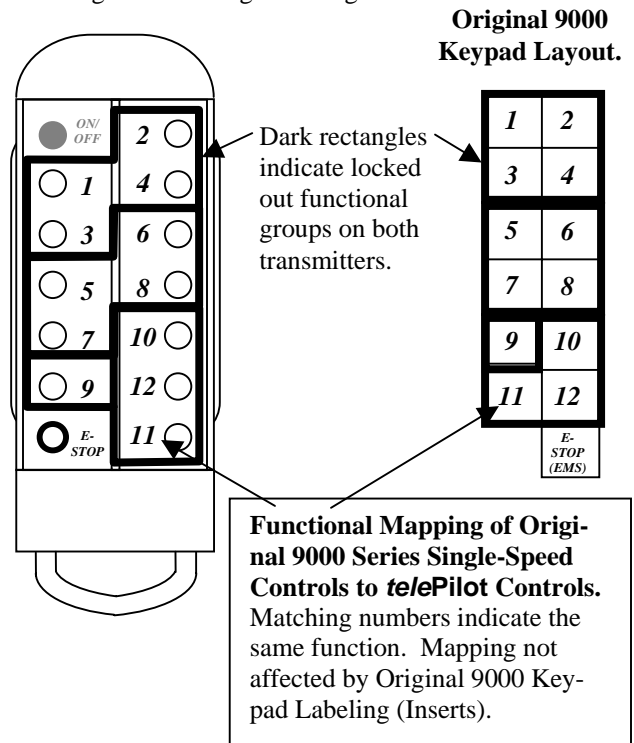 Original 9000
Keypad Layout.
ON/
OFF
2
1
4
3
6
5
8
7
10
9
12
E-
STOP
11
Dark rectangles
indicate locked
out functional
groups on both
transmitters.
1 2
3 4
5 6
7 8
9 10
11 12
E-
STOP
(EMS)
Functional Mapping of Origi-
nal 9000 Series Single-Speed
Controls to telePilot Controls.
Matching numbers indicate the
same function. Mapping not
affected by Original 9000 Key-
pad Labeling (Inserts).